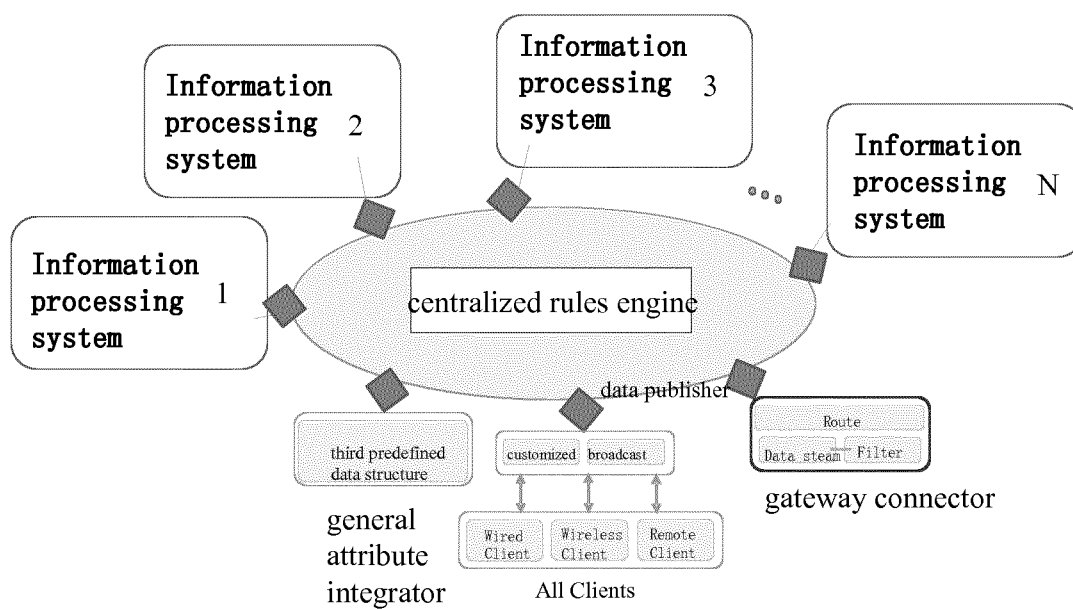 Information
processing 1
system
Information
processing 2
system
Information
processing 3
system
Information
processing N
system
centralized rules engine
data publisher
third predefined
data structure
general
attribute
integrator
customized broadcast
Wired
Client
Wireless
Client
Remote
Client
All Clients
Route
Data steam Filter
gateway connector